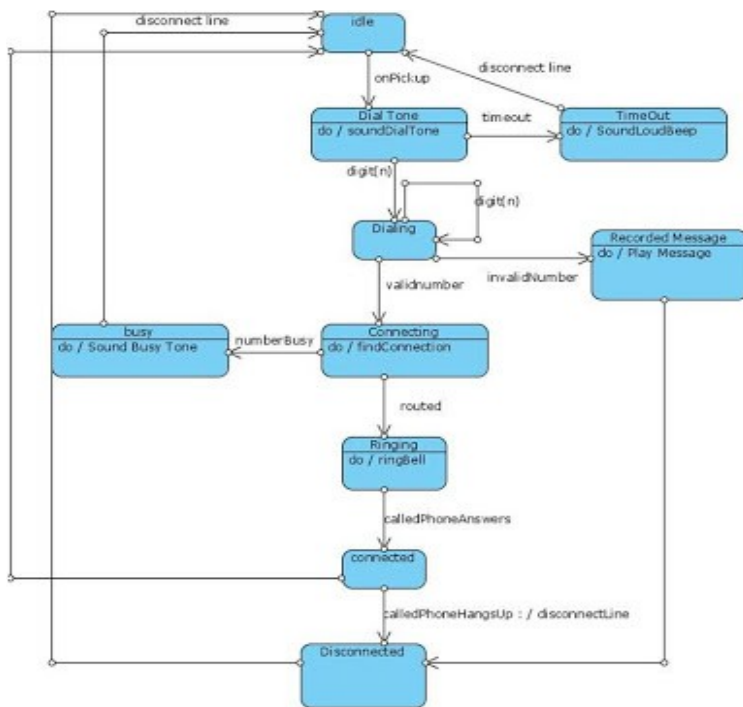 disconnect line
idle
onPickup
disconnect line
Dial Tone
do / soundDialTone
timeout
TimeOut
do / SoundLoudBeep
digit(n)
digit(n)
Dialing
Recorded Message
do / Play Message
invalidNumber
validnumber
busy
do / Sound Busy Tone
numberBusy
Connecting
do / findConnection
routed
Ringing
do / ringBell
calledPhoneAnswers
connected
calledPhoneHangsUp : / disconnectLine
Disconnected